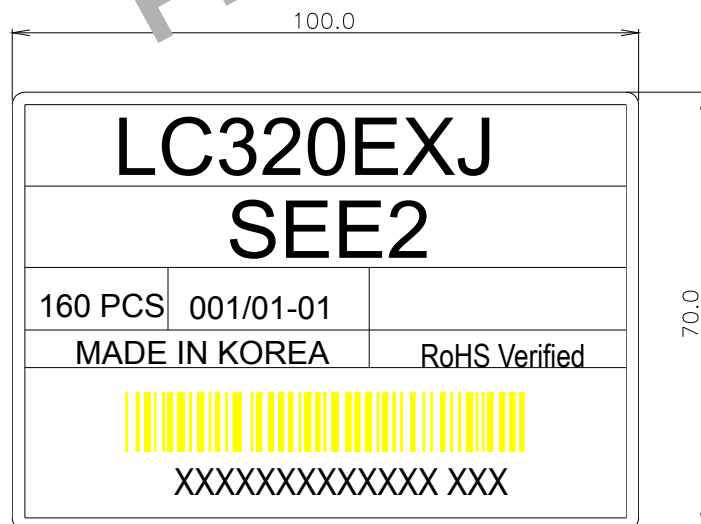 100.0
LC320EXJ
SEE2
160 PCS 001/01-01
MADE IN KOREA RoHS Verified
XXXXXXXXXXXXX XXX
70.0